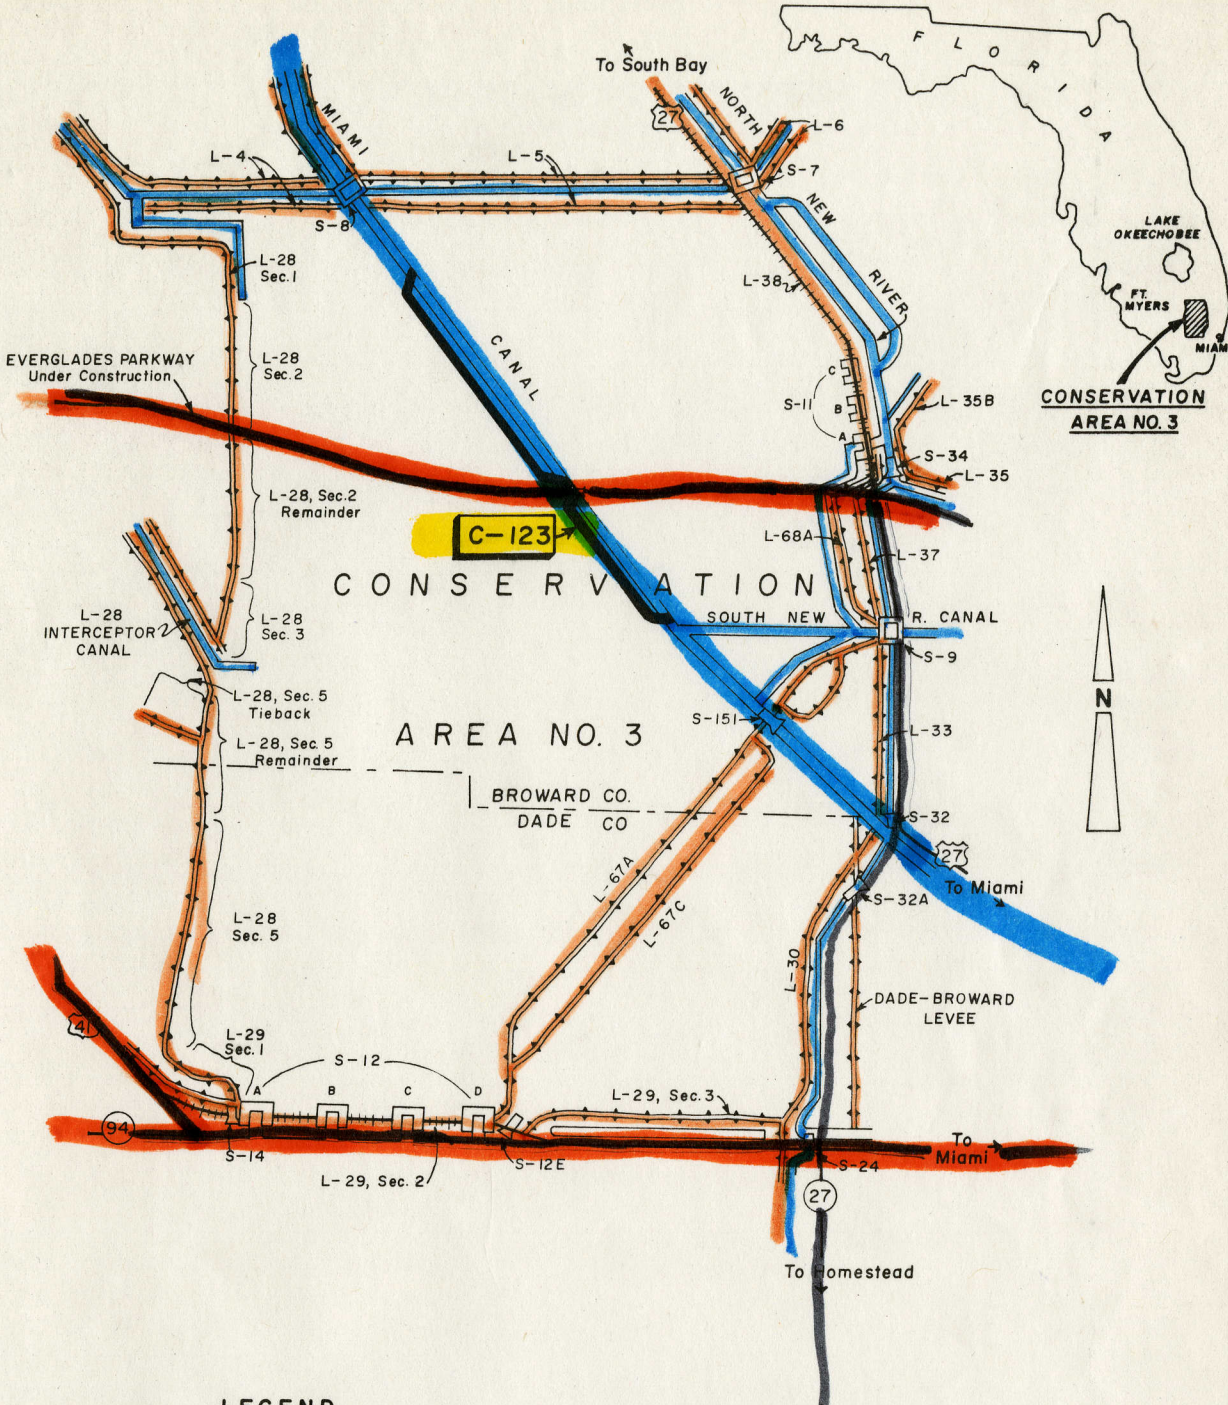 To South Bay
FLORIDA
MIAMI
27
NORTH
L-6
L-4
L-5
S-7
NEW
S-8
LAKE
OKEECHOBEE
L-28
Sec.1
L-38
RIVER
FT.
MYERS
MIAMI
CANAL
EVERGLADES PARKWAY
Under Construction
L-28
Sec.2
C
S-11
B
A
L-35B
CONSERVATION
AREA NO. 3
S-34
L-35
L-28, Sec.2
Remainder
C-123
L-68A
L-37
CONSERVATION
L-28
INTERCEPTOR
CANAL
L-28
Sec. 3
SOUTH NEW
R. CANAL
S-9
N
L-28, Sec. 5
Tieback
S-151
L-28, Sec. 5
Remainder
AREA NO. 3
L-33
BROWARD CO.
DADE CO
S-32
27
To Miami
L-67A
S-32A
L-67C
L-28
Sec. 5
L-30
DADE-BROWARD
LEVEE
41
L-29
Sec. 1
S-12
A
B
C
D
L-29, Sec. 3
94
S-14
S-12E
L-29, Sec. 2
S-24
To
Miami
27
To Homestead
LEGEND